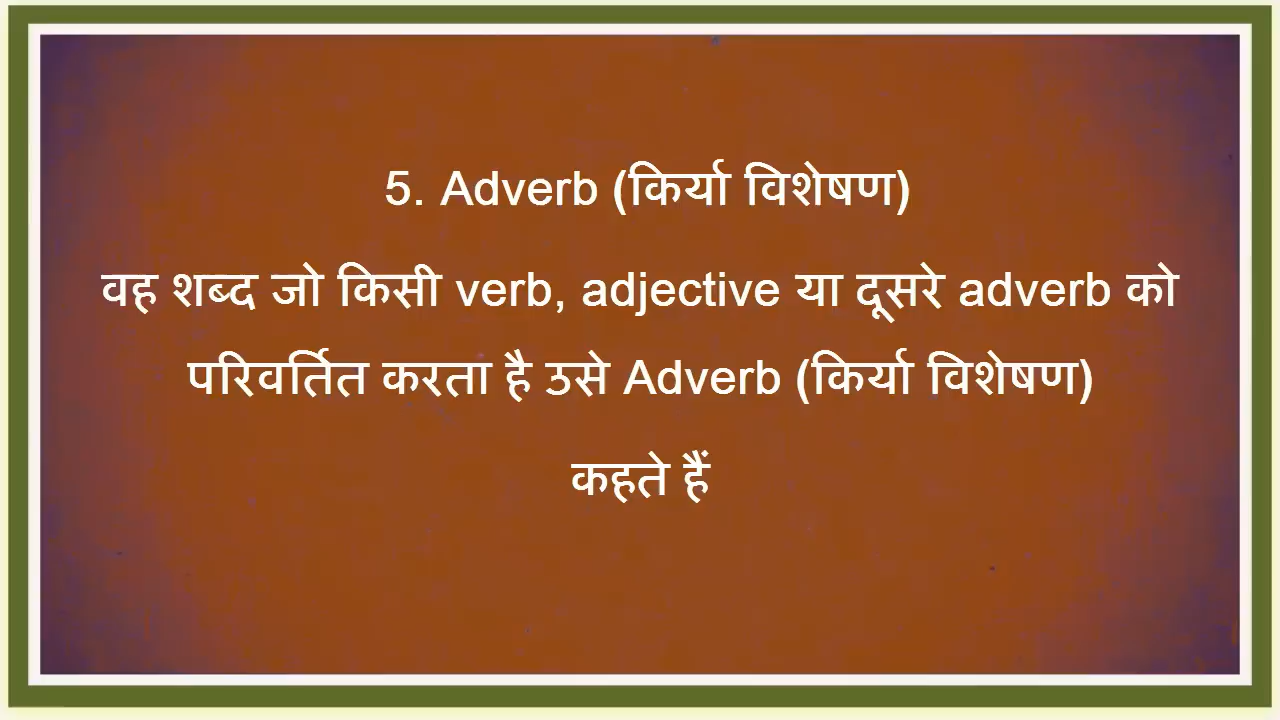 5. Adverb (किर्या विशेषण)
वह शब्द जो किसी verb, adjective या दूसरे adverb को
परिवर्तित करता है उसे Adverb (किर्या विशेषण)
कहते हैं